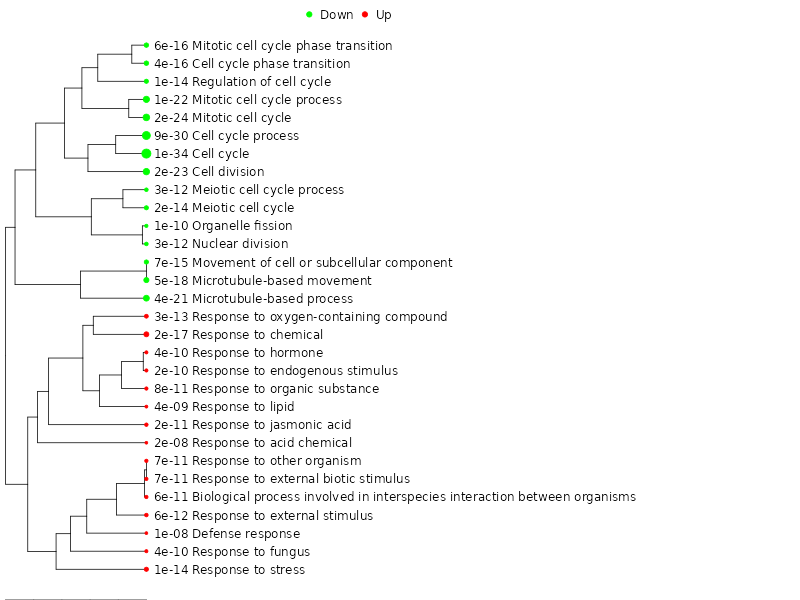 Down Up
6e-16 Mitotic cell cycle phase transition
4e-16 Cell cycle phase transition
1e-14 Regulation of cell cycle
1e-22 Mitotic cell cycle process
2e-24 Mitotic cell cycle
9e-30 Cell cycle process
1e-34 Cell cycle
2e-23 Cell division
3e-12 Meiotic cell cycle process
2e-14 Meiotic cell cycle
1e-10 Organelle fission
3e-12 Nuclear division
7e-15 Movement of cell or subcellular component
5e-18 Microtubule-based movement
4e-21 Microtubule-based process
3e-13 Response to oxygen-containing compound
2e-17 Response to chemical
4e-10 Response to hormone
2e-10 Response to endogenous stimulus
8e-11 Response to organic substance
4e-09 Response to lipid
2e-11 Response to jasmonic acid
2e-08 Response to acid chemical
7e-11 Response to other organism
7e-11 Response to external biotic stimulus
6e-11 Biological process involved in interspecies interaction between organisms
6e-12 Response to external stimulus
1e-08 Defense response
4e-10 Response to fungus
1e-14 Response to stress